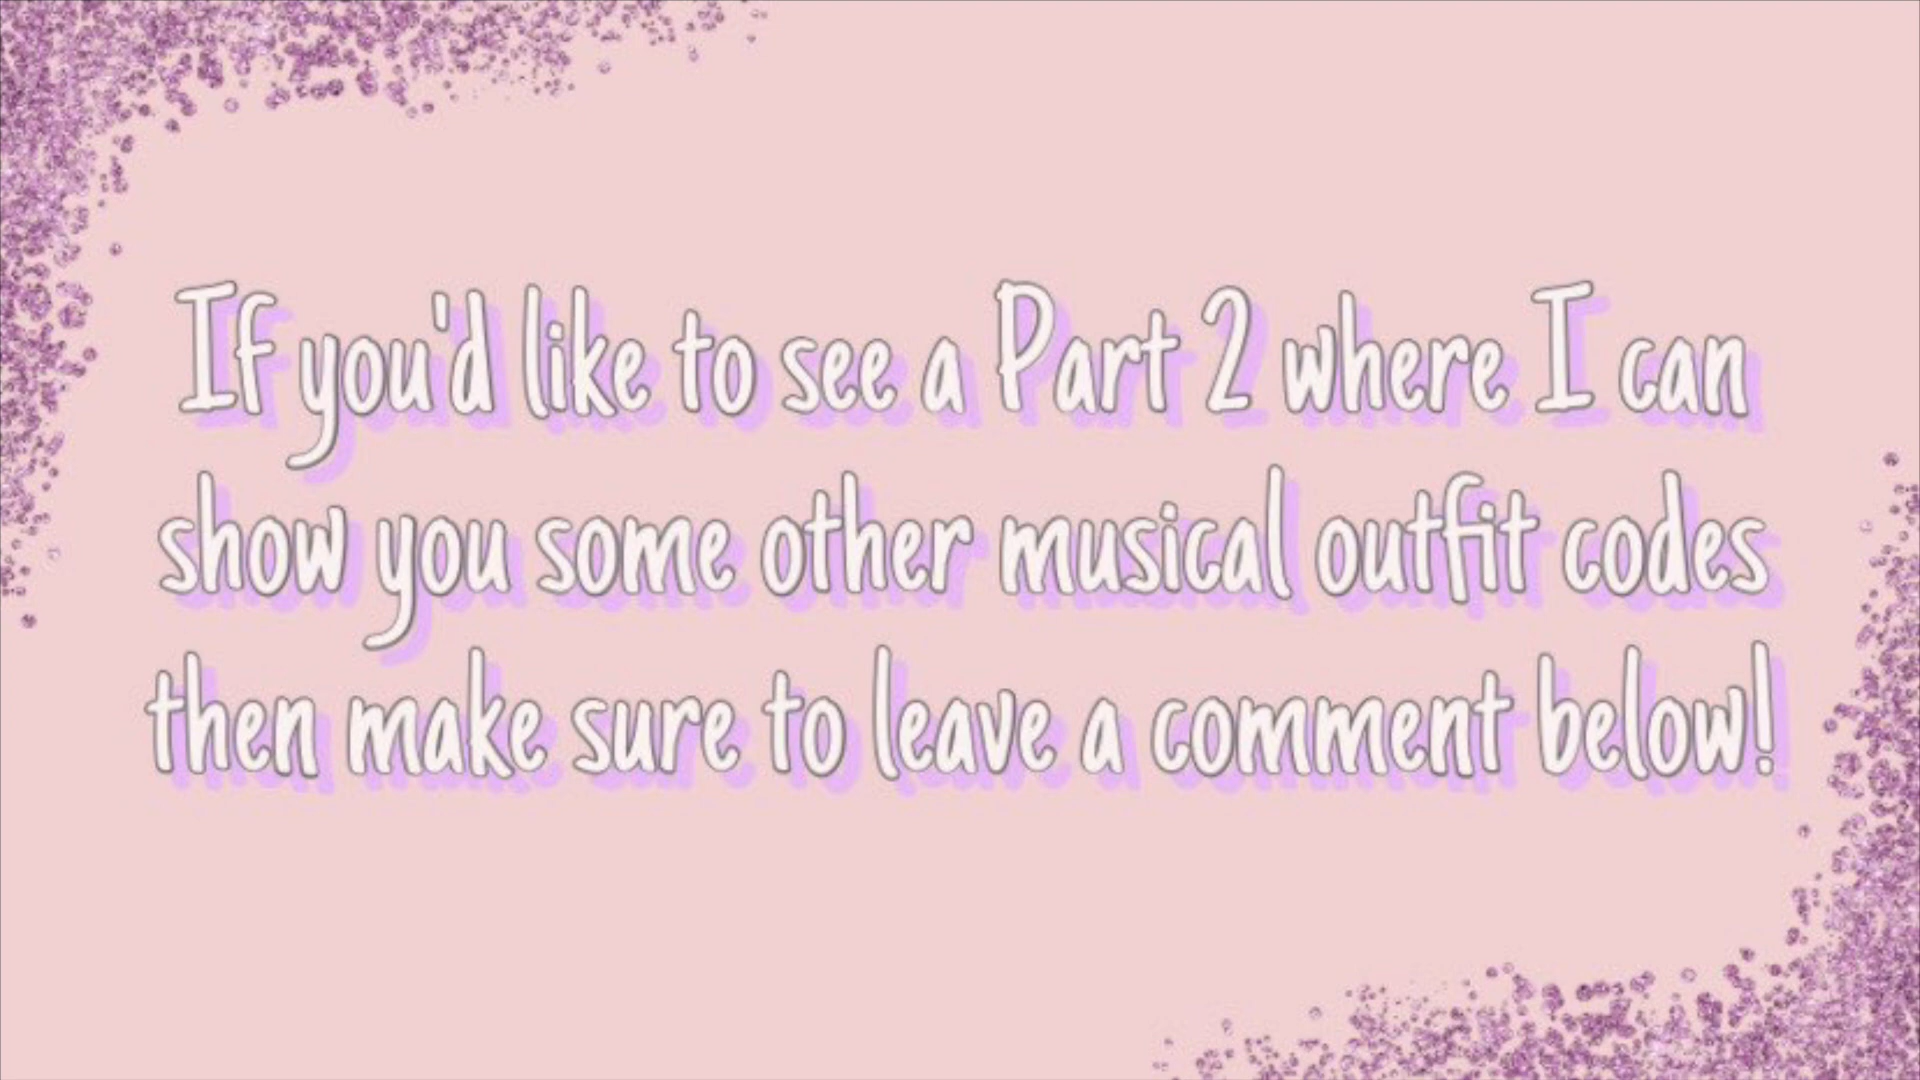 If you'd like to see a Part 2 where I can
show you some other musical outfit codes
then make sure to leave a comment below!